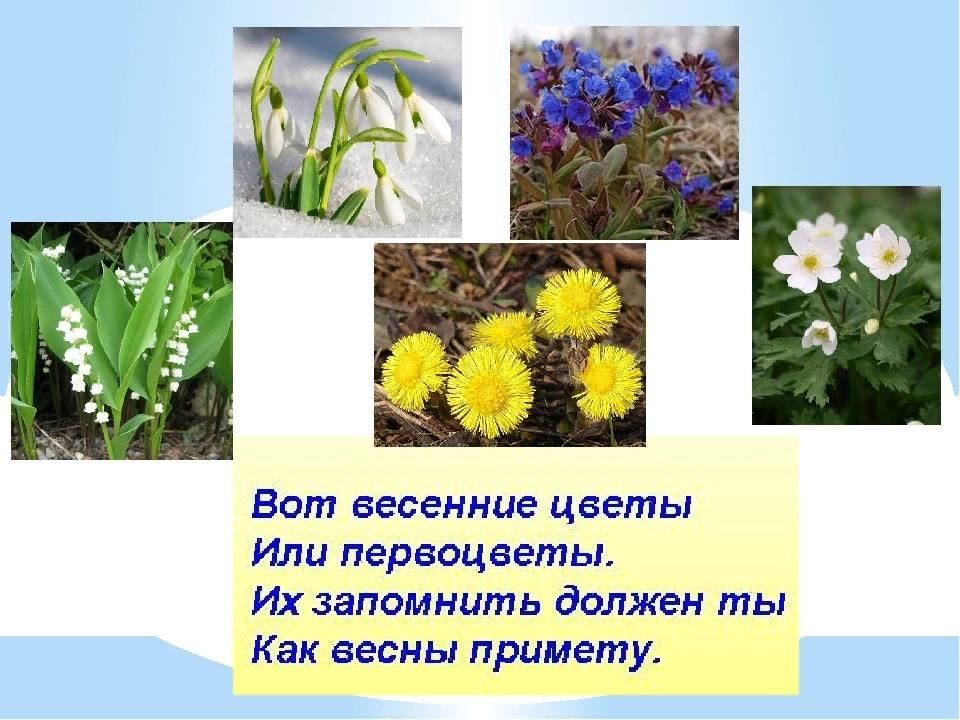 Вот весенние цветы
Или первоцветы.
Их запомнить должен ты
Как весны примету.